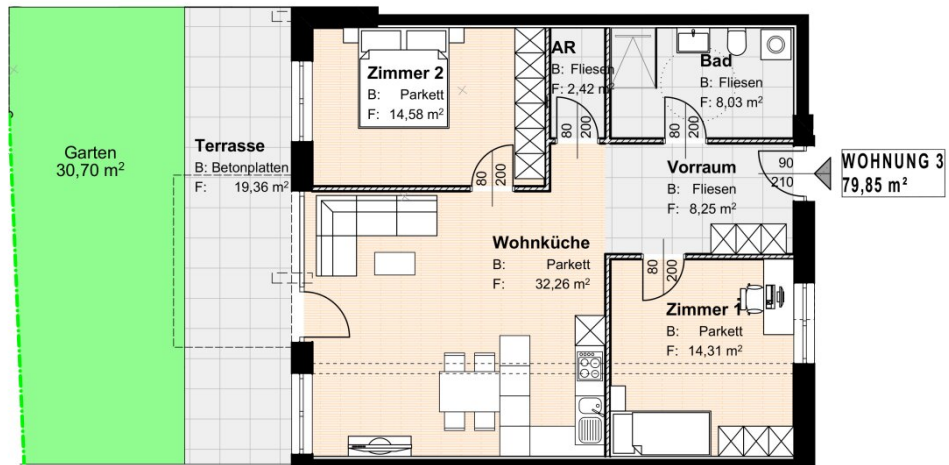 Garten
30,70 m²
Terrasse
B: Betonplatten
F: 19,36 m²
Zimmer 2
B: Parkett
F: 14,58 m²
80
200
AR
B: Fliesen
F: 2,42 m²
80
200
Bad
B: Fliesen
F: 8,03 m²
80
200
Vorraum
B: Fliesen
F: 8,25 m²
90
210
WOHNUNG 3
79,85 m²
Wohnküche
B: Parkett
F: 32,26 m²
80
200
Zimmer 1
B: Parkett
F: 14,31 m²